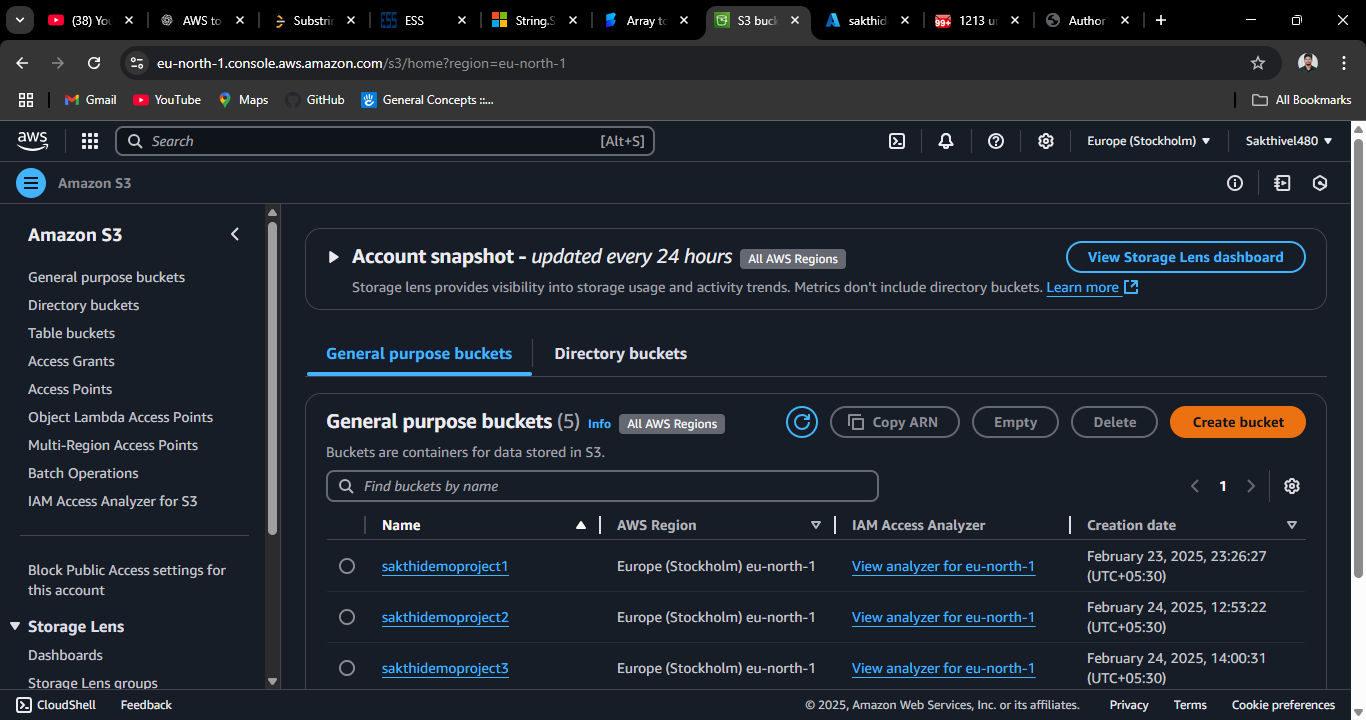 (38) You
AWS to
Substrin
ESS
String.S
Array to
S3 buck
sakthid
1213 u
Author
eu-north-1.console.aws.amazon.com/s3/home?region=eu-north-1
Gmail YouTube Maps GitHub General Concepts ::... All Bookmarks
aws Search [Alt+S] Europe (Stockholm) Sakthivel480
Amazon S3
Amazon S3
General purpose buckets
Directory buckets
Table buckets
Access Grants
Access Points
Object Lambda Access Points
Multi-Region Access Points
Batch Operations
IAM Access Analyzer for S3
Block Public Access settings for
this account
Storage Lens
Dashboards
Storage Lens groups
Account snapshot - updated every 24 hours All AWS Regions View Storage Lens dashboard
Storage lens provides visibility into storage usage and activity trends. Metrics don't include directory buckets. Learn more
General purpose buckets Directory buckets
General purpose buckets (5) Info All AWS Regions Copy ARN Empty Delete Create bucket
Buckets are containers for data stored in S3.
Find buckets by name 1
Name AWS Region IAM Access Analyzer Creation date
sakthidemoproject1 Europe (Stockholm) eu-north-1 View analyzer for eu-north-1 February 23, 2025, 23:26:27
(UTC+05:30)
sakthidemoproject2 Europe (Stockholm) eu-north-1 View analyzer for eu-north-1 February 24, 2025, 12:53:22
(UTC+05:30)
sakthidemoproject3 Europe (Stockholm) eu-north-1 View analyzer for eu-north-1 February 24, 2025, 14:00:31
(UTC+05:30)
CloudShell Feedback © 2025, Amazon Web Services, Inc. or its affiliates. Privacy Terms Cookie preferences